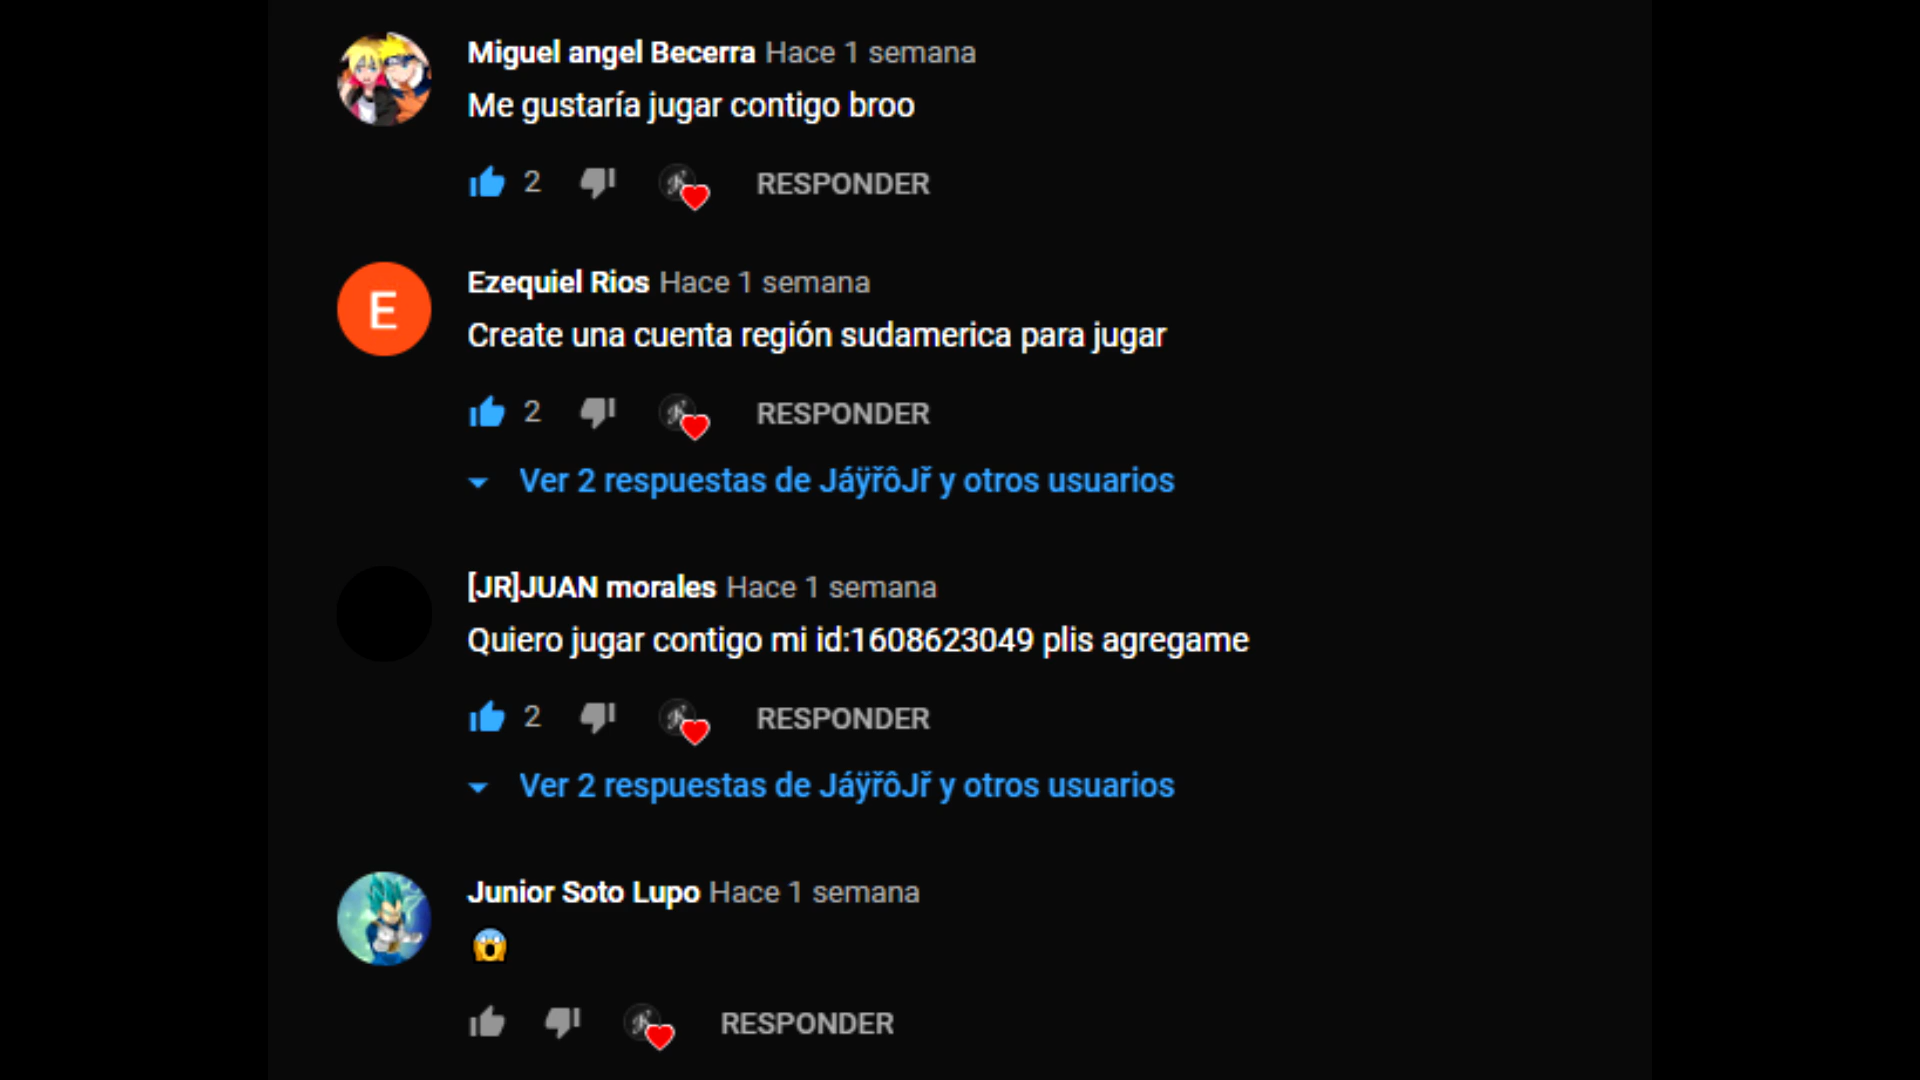 Miguel angel Becerra Hace 1 semana
Me gustaría jugar contigo broo
2 RESPONDER
E
Ezequiel Rios Hace 1 semana
Create una cuenta región sudamerica para jugar
2 RESPONDER
Ver 2 respuestas de JáÿřôJř y otros usuarios
[JR]JUAN morales Hace 1 semana
Quiero jugar contigo mi id:1608623049 plis agregame
2 RESPONDER
Ver 2 respuestas de JáÿřôJř y otros usuarios
Junior Soto Lupo Hace 1 semana
😱
RESPONDER